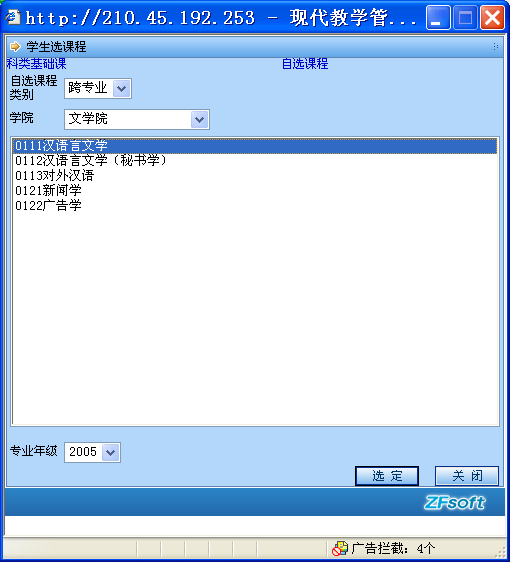 http://210.45.192.253 - 现代教学管...
学生选课程
科类基础课 自选课程
自选课程类别 跨专业
学院 文学院
0111汉语言文学
0112汉语言文学（秘书学）
0113对外汉语
0121新闻学
0122广告学
专业年级 2005
选 定 关 闭
ZFsoft
广告拦截：4个